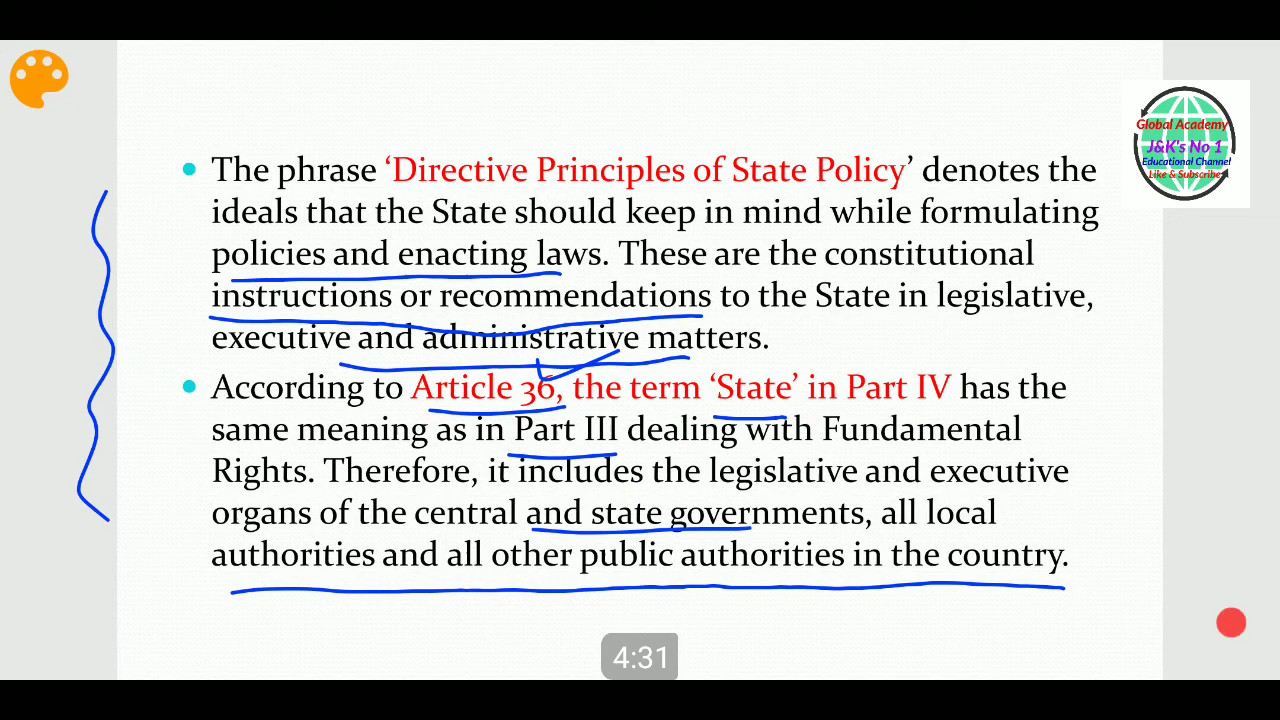 The phrase ‘Directive Principles of State Policy’ denotes the
ideals that the State should keep in mind while formulating
policies and enacting laws. These are the constitutional
instructions or recommendations to the State in legislative,
executive and administrative matters.
According to Article 36, the term ‘State’ in Part IV has the
same meaning as in Part III dealing with Fundamental
Rights. Therefore, it includes the legislative and executive
organs of the central and state governments, all local
authorities and all other public authorities in the country.
Global Academy
J&K's No 1
Educational Channel
Like & Subscribe
4:31